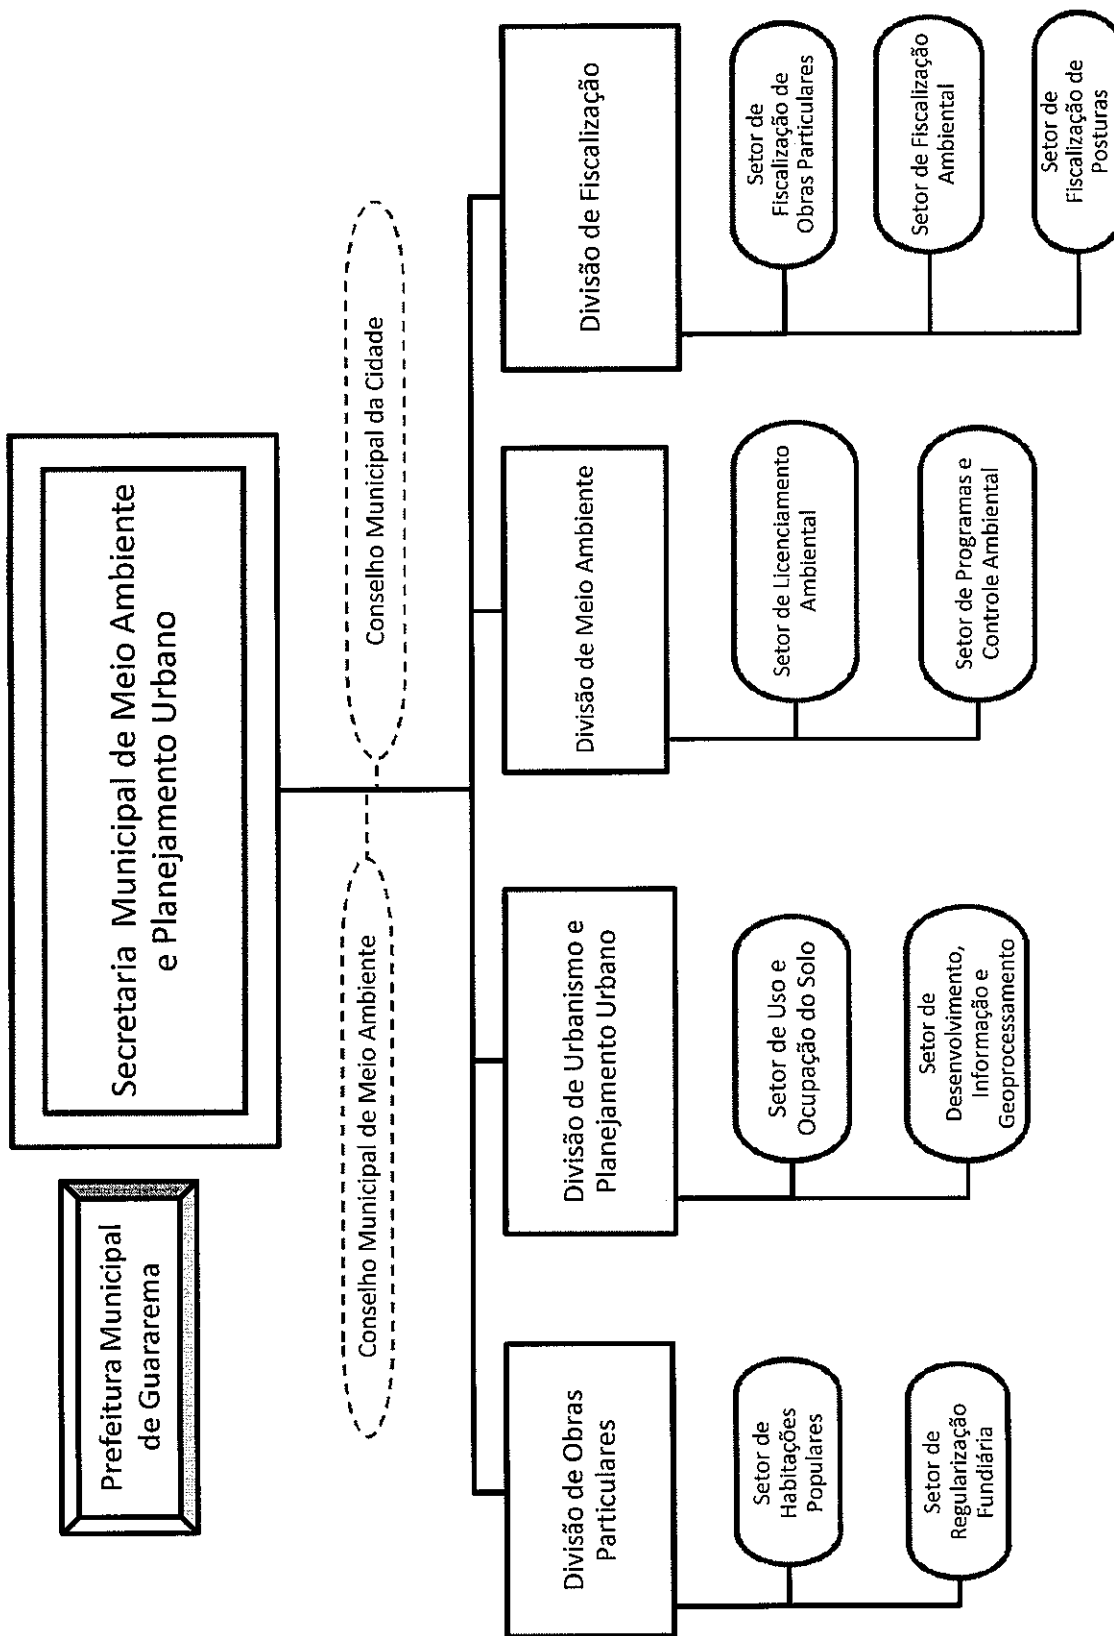 Prefeitura Municipal
de Guararema
Secretaria Municipal de Meio Ambiente
e Planejamento Urbano
Conselho Municipal de Meio Ambiente
Conselho Municipal da Cidade
Divisão de Obras
Particulares
Setor de
Habitações
Populares
Setor de
Regularização
Fundiária
Divisão de Urbanismo e
Planejamento Urbano
Setor de Uso e
Ocupação do Solo
Setor de
Desenvolvimento,
Informação e
Geoprocessamento
Divisão de Meio Ambiente
Setor de Licenciamento
Ambiental
Setor de Programas e
Controle Ambiental
Divisão de Fiscalização
Setor de
Fiscalização de
Obras Particulares
Setor de Fiscalização
Ambiental
Setor de
Fiscalização de
Posturas